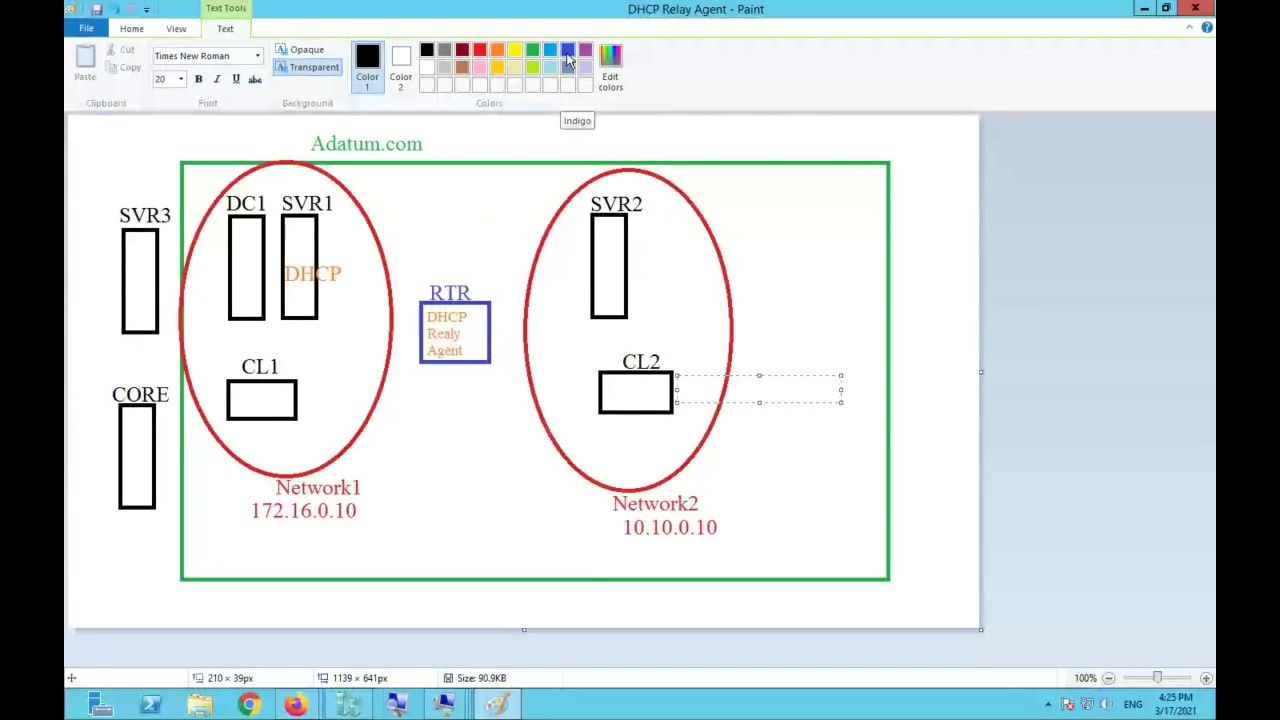 Text Tools
DHCP Relay Agent - Paint
File
Home
View
Text
Paste
Cut
Copy
Clipboard
Times New Roman
20
B I U abc
Font
Opaque
Transparent
Background
Color 1
Color 2
Colors
Edit colors
Indigo
Adatum.com
SVR3
DC1
SVR1
DHCP
SVR2
RTR
DHCP
Realy
Agent
CL1
CL2
CORE
Network1
172.16.0.10
Network2
10.10.0.10
210 × 39px
1139 × 641px
Size: 90.9KB
100%
ENG
4:25 PM
3/17/2021